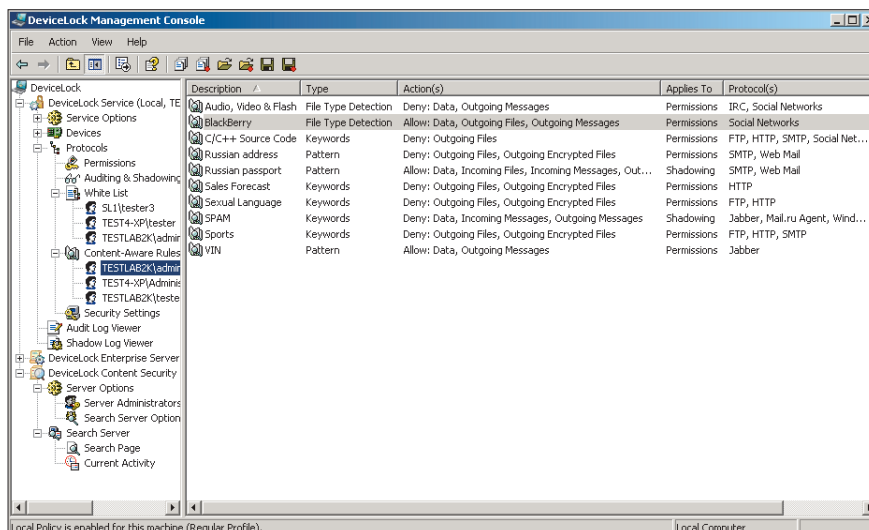 DeviceLock Management Console
File Action View Help
DeviceLock
DeviceLock Service (Local, TE
Service Options
Devices
Protocols
Permissions
Auditing & Shadowing
White List
SL1\tester3
TEST4-XP\tester
TESTLAB2K\admir
Content-Aware Rules
TESTLAB2K\admir
TEST4-XP\Adminis
TESTLAB2K\teste
Security Settings
Audit Log Viewer
Shadow Log Viewer
DeviceLock Enterprise Server
DeviceLock Content Security
Server Options
Server Administrators
Search Server Option
Search Server
Search Page
Current Activity
Description Type Action(s) Applies To Protocol(s)
Audio, Video & Flash File Type Detection Deny: Data, Outgoing Messages Permissions IRC, Social Networks
BlackBerry File Type Detection Allow: Data, Outgoing Files, Outgoing Messages Permissions Social Networks
C/C++ Source Code Keywords Deny: Outgoing Files Permissions FTP, HTTP, SMTP, Social Net...
Russian address Pattern Deny: Outgoing Files, Outgoing Encrypted Files Permissions SMTP, Web Mail
Russian passport Pattern Allow: Data, Incoming Files, Incoming Messages, Out... Shadowing SMTP, Web Mail
Sales Forecast Keywords Deny: Outgoing Files, Outgoing Encrypted Files Permissions HTTP
Sexual Language Keywords Deny: Outgoing Files, Outgoing Encrypted Files Permissions FTP, HTTP
SPAM Keywords Deny: Data, Incoming Messages, Outgoing Messages Shadowing Jabber, Mail.ru Agent, Wind...
Sports Keywords Deny: Outgoing Files, Outgoing Encrypted Files Permissions FTP, HTTP, SMTP
VIN Pattern Allow: Data, Outgoing Messages Permissions Jabber
Local Policy is enabled for this machine (Regular Profile). Local Computer